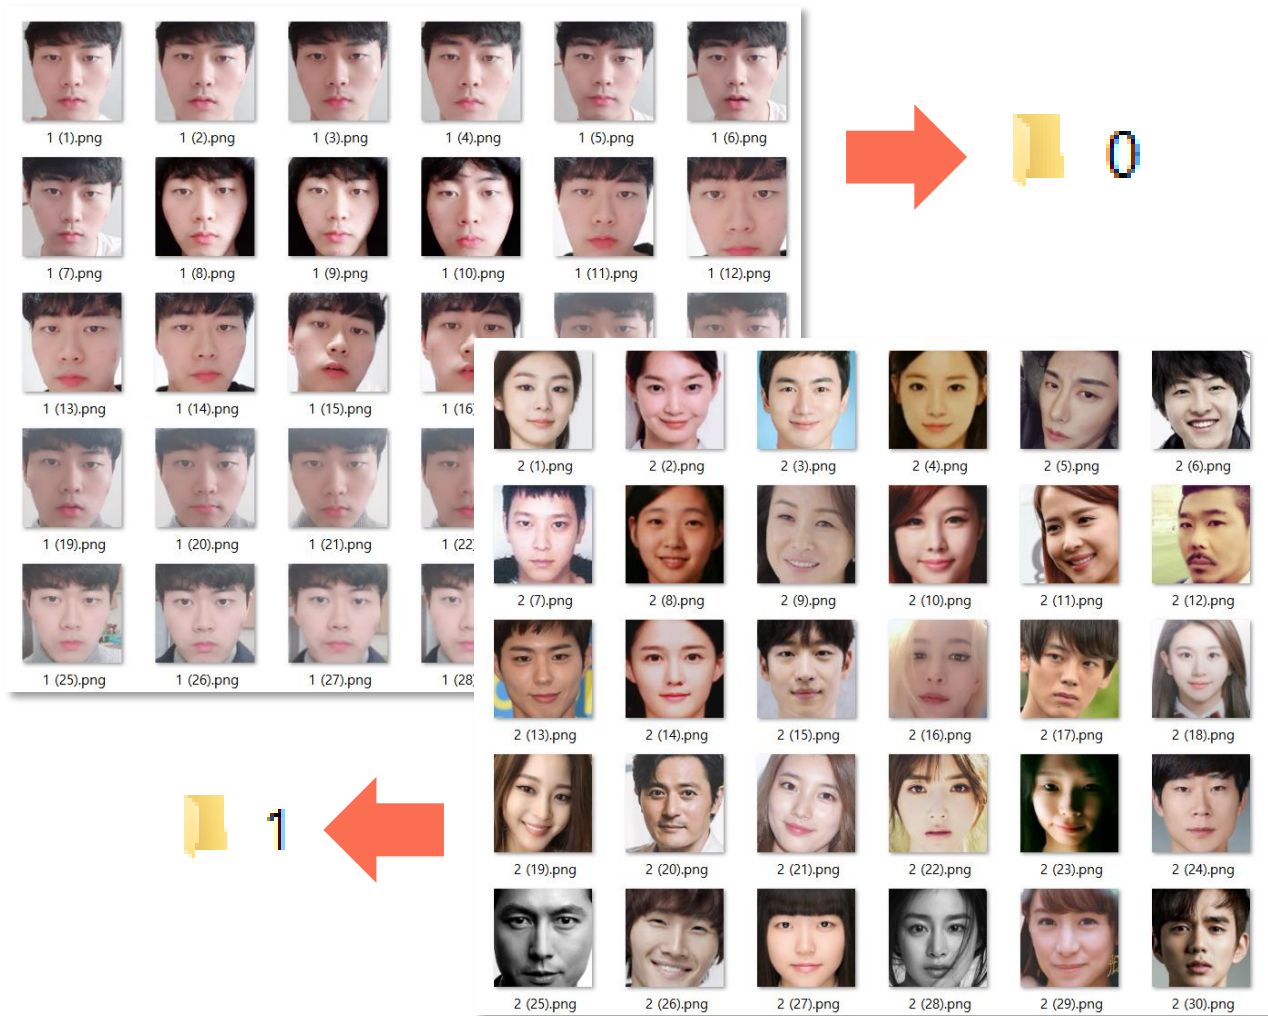 1 (1).png 1 (2).png 1 (3).png 1 (4).png 1 (5).png 1 (6).png
0
1 (7).png 1 (8).png 1 (9).png 1 (10).png 1 (11).png 1 (12).png
1 (13).png 1 (14).png 1 (15).png 1 (16)
1 (19).png 1 (20).png 1 (21).png 1 (22)
1 (25).png 1 (26).png 1 (27).png 1 (28)
2 (1).png 2 (2).png 2 (3).png 2 (4).png 2 (5).png 2 (6).png
2 (7).png 2 (8).png 2 (9).png 2 (10).png 2 (11).png 2 (12).png
2 (13).png 2 (14).png 2 (15).png 2 (16).png 2 (17).png 2 (18).png
1
2 (19).png 2 (20).png 2 (21).png 2 (22).png 2 (23).png 2 (24).png
2 (25).png 2 (26).png 2 (27).png 2 (28).png 2 (29).png 2 (30).png